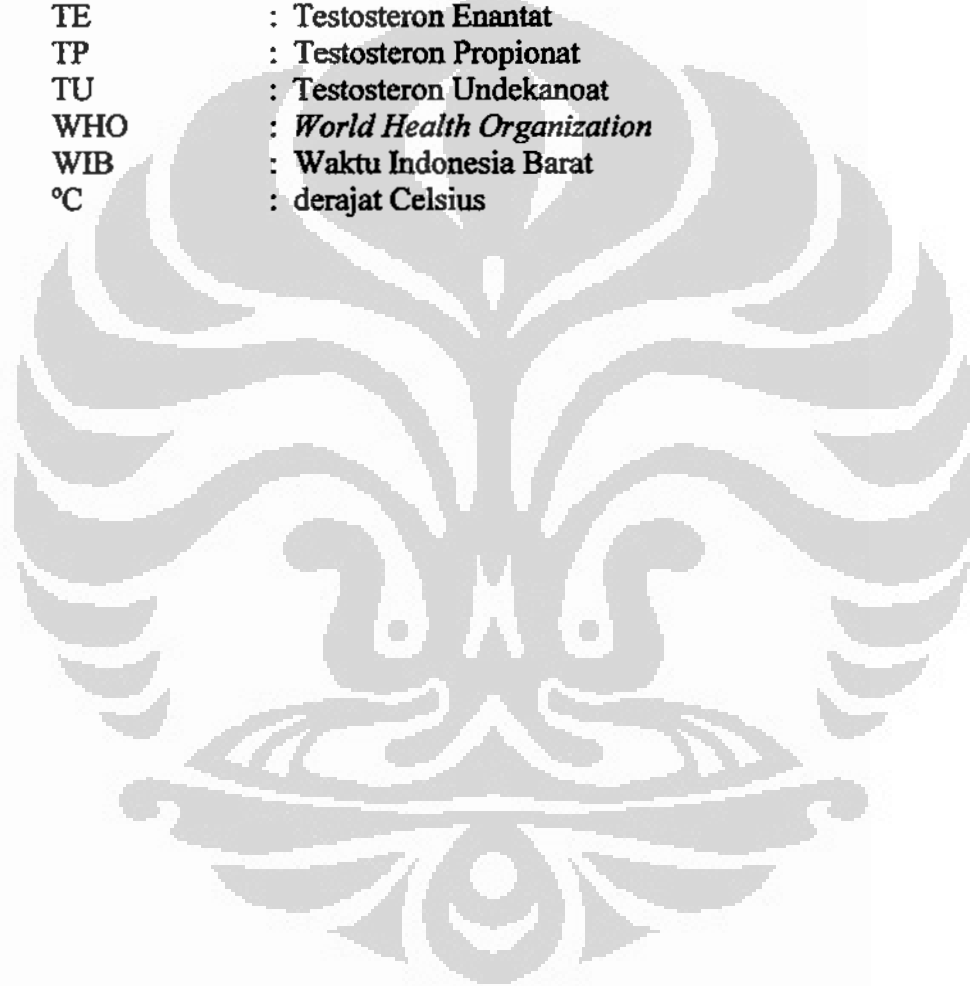 TE : Testosteron Enantat
TP : Testosteron Propionat
TU : Testosteron Undekanoat
WHO : World Health Organization
WIB : Waktu Indonesia Barat
°C : derajat Celsius